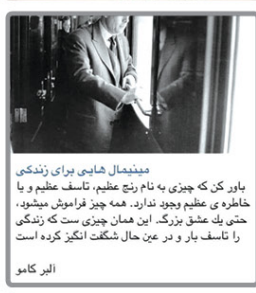 مینیمال هایی برای زندگی
باور کن که چیزی به نام رنج عظیم، تاسف عظیم و یا
خاطره ی عظیم وجود ندارد. همه چیز فراموش میشود،
حتی یك عشق بزرگ. این همان چیزی ست که زندگی
را تاسف بار و در عین حال شگفت انگیز کرده است
آلبر کامو